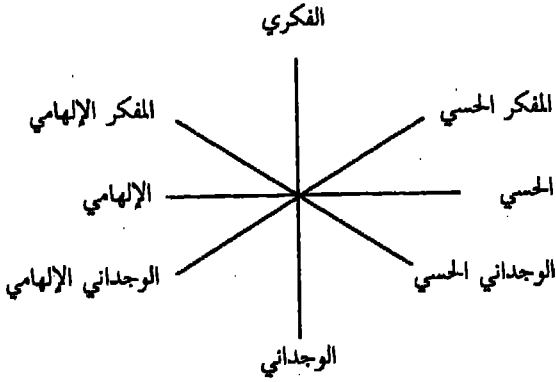 الفكري
المفكر الحسي
المفكر الإلهامي
الحسي
الإلهامي
الوجداني الحسي
الوجداني الإلهامي
الوجداني